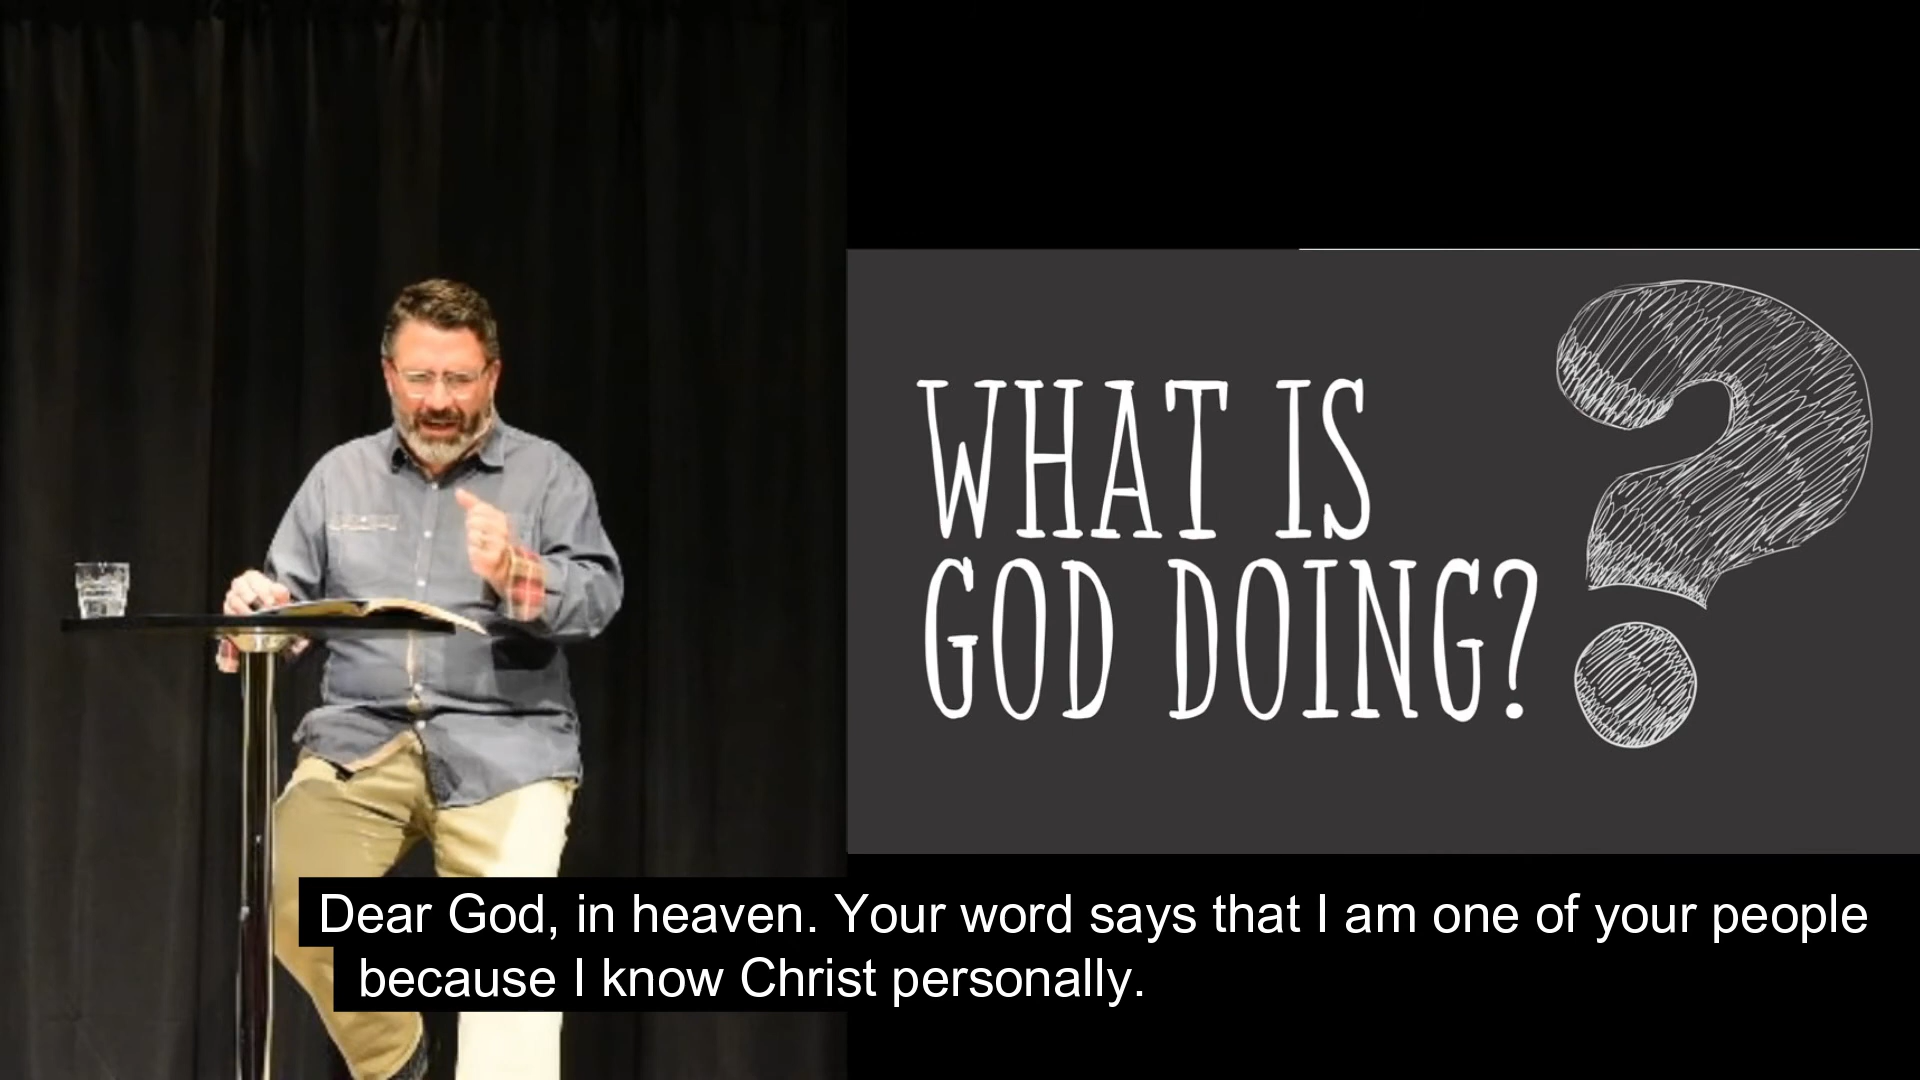 WHAT IS
GOD DOING?
Dear God, in heaven. Your word says that I am one of your people
because I know Christ personally.